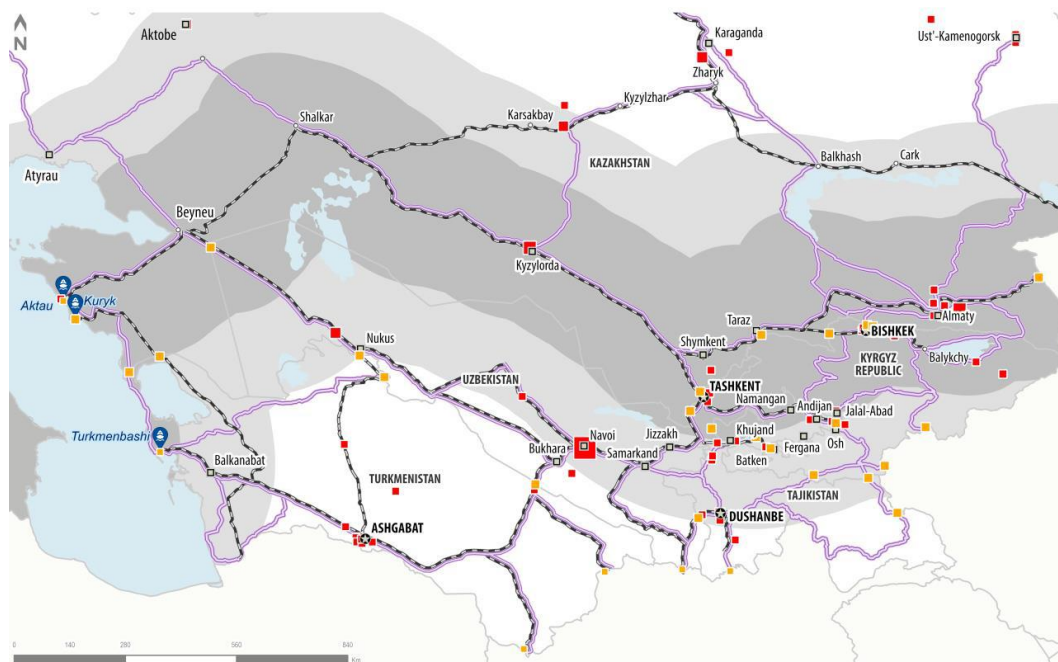 N
Aktobe
Karaganda
Ust'-Kamenogorsk
Zharyk
Shalkar
Karsakbay
Kyzylzhar
KAZAKHSTAN
Balkhash
Cark
Atyrau
Beyneu
Kyzylorda
Aktau
Kuryk
Almaty
Taraz
BISHKEK
Shymkent
Nukus
KYRGYZ
REPUBLIC
Balykchy
UZBEKISTAN
TASHKENT
Namangan
Andijan
Jalal-Abad
Turkmenbashi
Navoi
Jizzakh
Khujand
Fergana
Osh
Bukhara
Samarkand
Batken
Balkanabat
TURKMENISTAN
TAJIKISTAN
ASHGABAT
DUSHANBE
0 140 280 560 840
Km